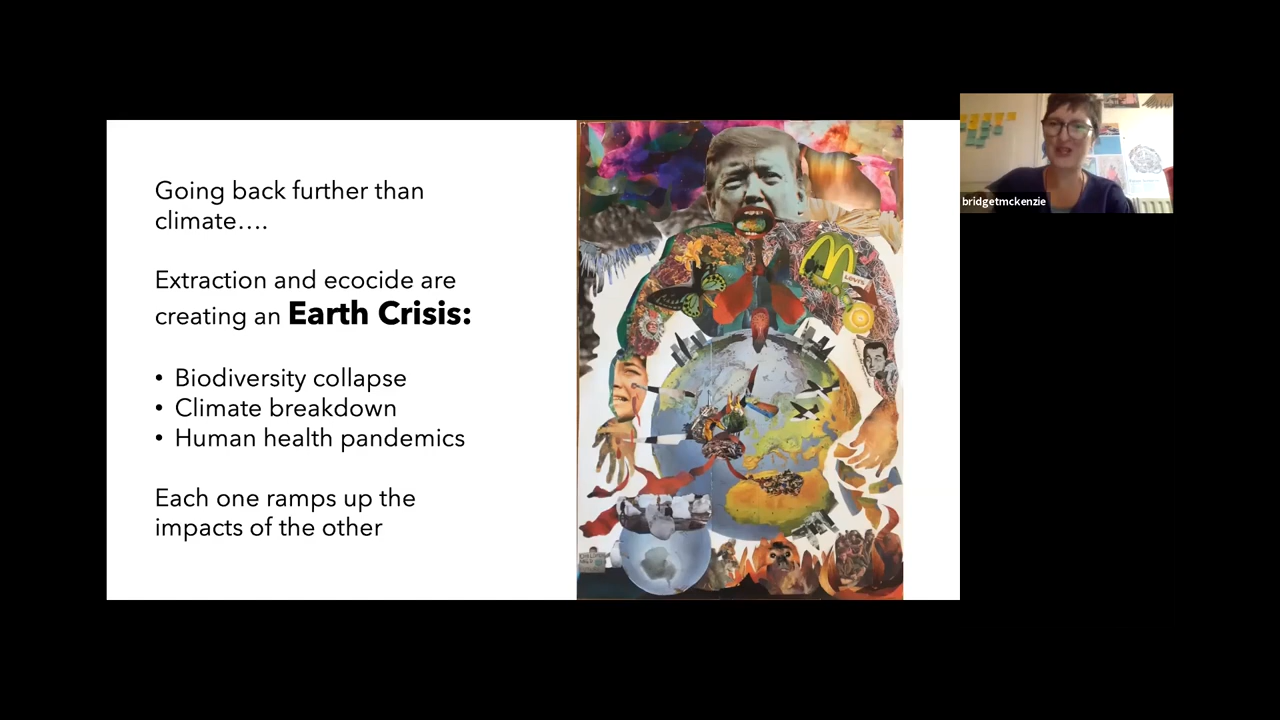 Going back further than
climate....
Extraction and ecocide are
creating an Earth Crisis:
• Biodiversity collapse
• Climate breakdown
• Human health pandemics
Each one ramps up the
impacts of the other
LEVI'S
bridgetmckenzie